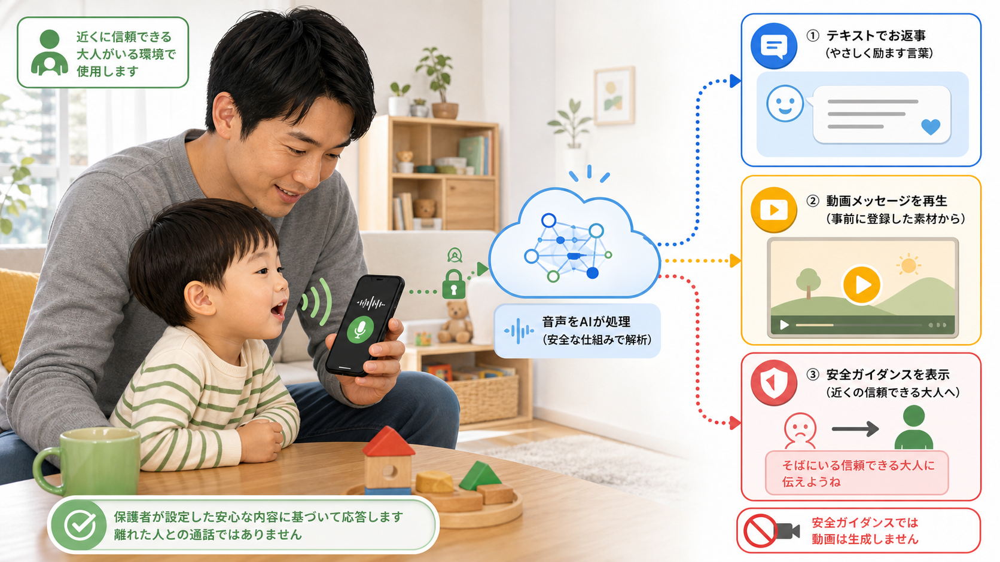 近くに信頼できる
大人がいる環境で
使用します
① テキストでお返事
(やさしく励ます言葉)
② 動画メッセージを再生
(事前に登録した素材から)
音声をAIが処理
(安全な仕組みで解析)
③ 安全ガイダンスを表示
(近くの信頼できる大人へ)
そばにいる信頼できる大人に
伝えようね
保護者が設定した安心な内容に基づいて応答します
離れた人との通話ではありません
安全ガイダンスでは
動画は生成しません